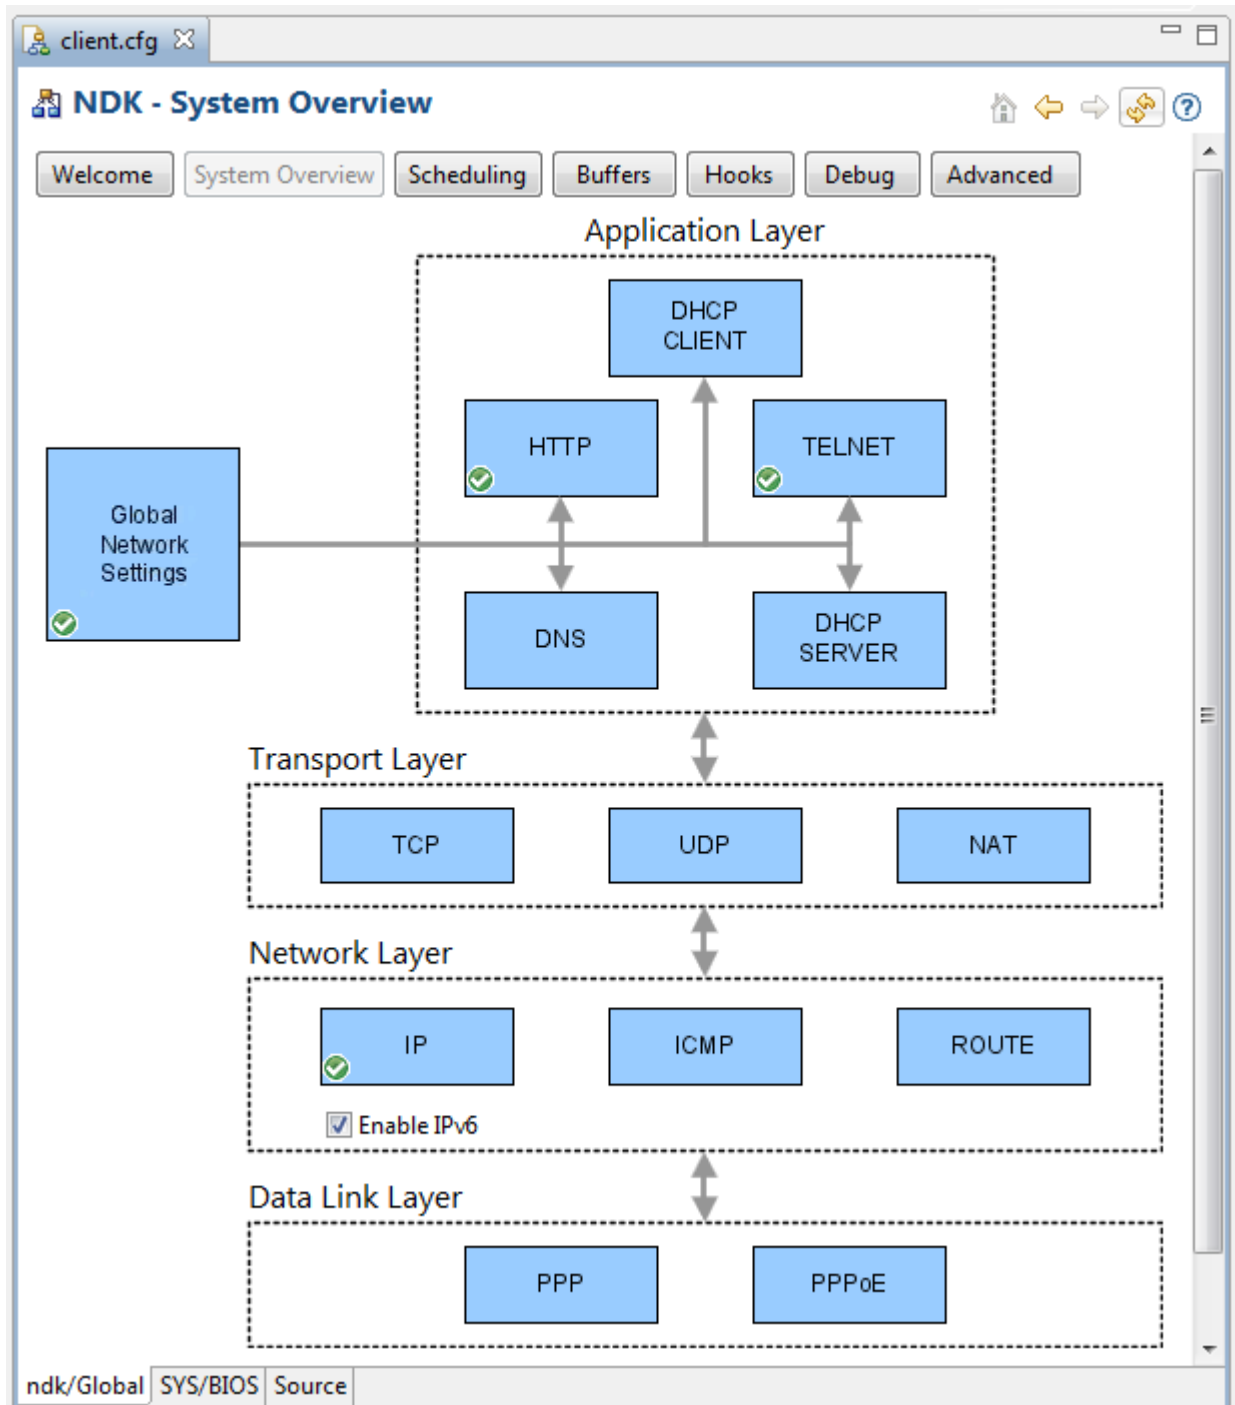 client.cfg
NDK - System Overview
Welcome System Overview Scheduling Buffers Hooks Debug Advanced
Application Layer
DHCP
CLIENT
HTTP
TELNET
Global
Network
Settings
DNS
DHCP
SERVER
Transport Layer
TCP
UDP
NAT
Network Layer
IP
ICMP
ROUTE
Enable IPv6
Data Link Layer
PPP
PPPoE
ndk/Global SYS/BIOS Source